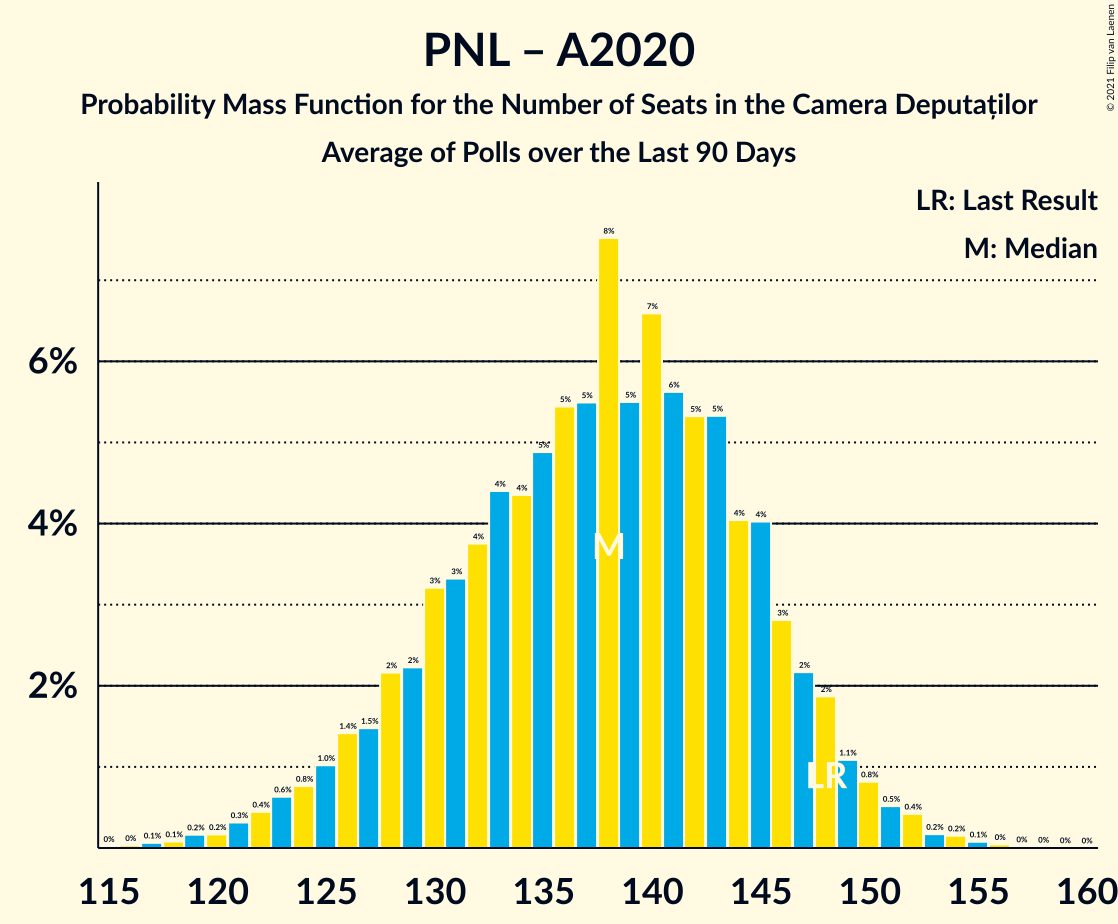 PNL – A2020
Probability Mass Function for the Number of Seats in the Camera Deputaților
Average of Polls over the Last 90 Days
© 2021 Filip van Laenen
LR: Last Result
M: Median
6%
4%
2%
0% 0% 0.1% 0.1% 0.2% 0.2% 0.3% 0.4% 0.6% 0.8% 1.0% 1.4% 1.5% 2% 2% 3% 3% 4% 4% 4% 5% 5% 5% 8% 5% 7% 6% 5% 5% 4% 4% 3% 2% 2% 1.1% 0.8% 0.5% 0.4% 0.2% 0.2% 0.1% 0% 0% 0% 0% 0%
M
LR
115 120 125 130 135 140 145 150 155 160